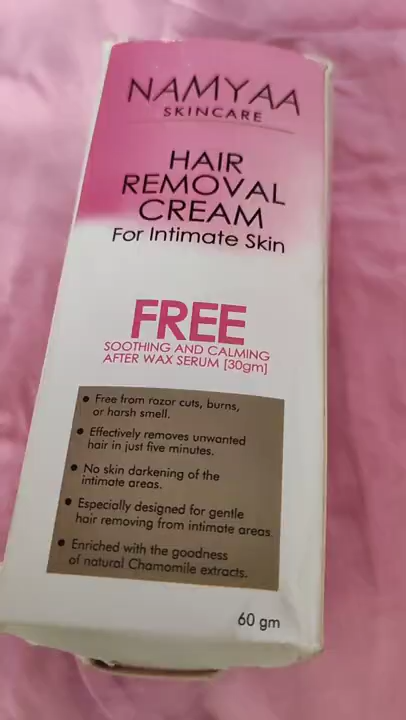 NAMYAA
SKINCARE
HAIR
REMOVAL
CREAM
For Intimate Skin
FREE
SOOTHING AND CALMING
AFTER WAX SERUM [30gm]
• Free from razor cuts, burns,
or harsh smell.
• Effectively removes unwanted
hair in just five minutes.
• No skin darkening of the
intimate areas.
• Especially designed for gentle
hair removing from intimate areas.
• Enriched with the goodness
of natural Chamomile extracts.
60 gm